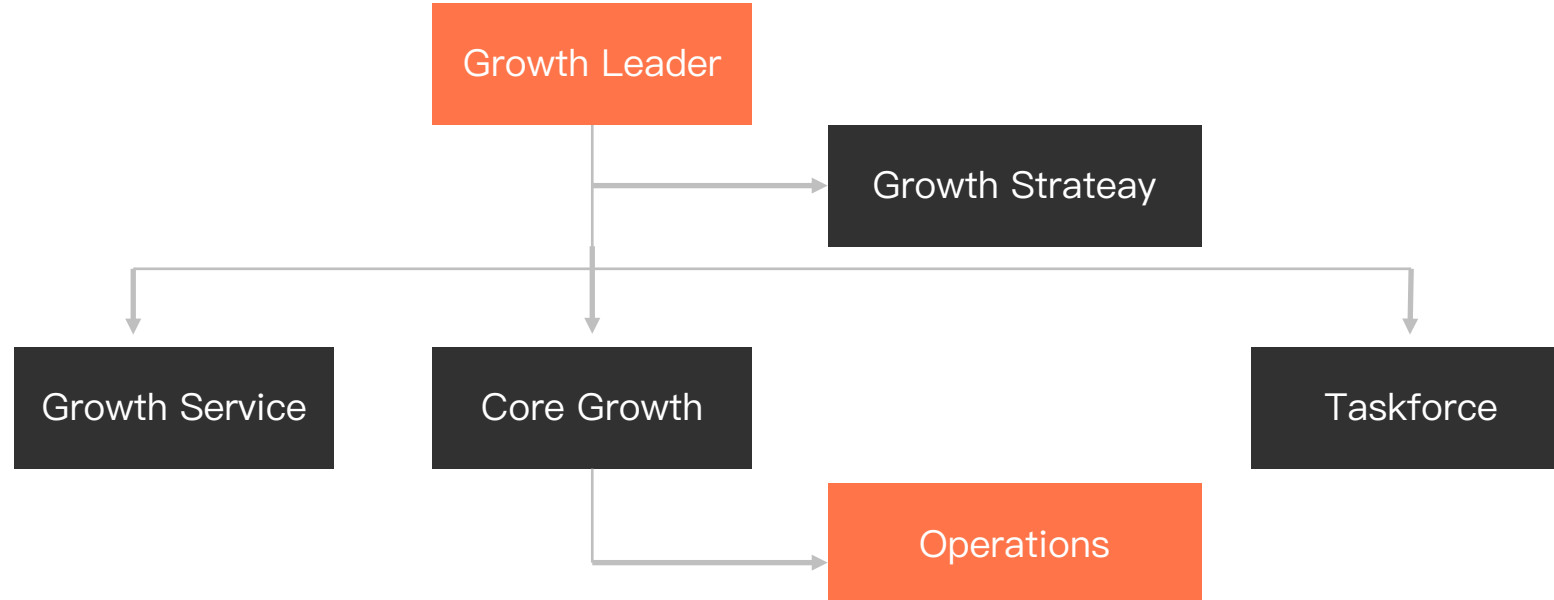 Growth Leader
Growth Strateay
Growth Service
Core Growth
Taskforce
Operations